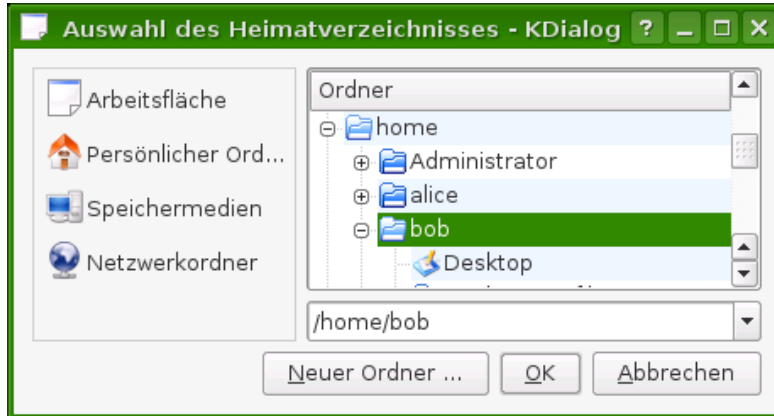 Auswahl des Heimatverzeichnisses - KDialog
Arbeitsfläche
Persönlicher Ord...
Speichermedien
Netzwerkordner
Ordner
home
Administrator
alice
bob
Desktop
/home/bob
Neuer Ordner ...
OK
Abbrechen